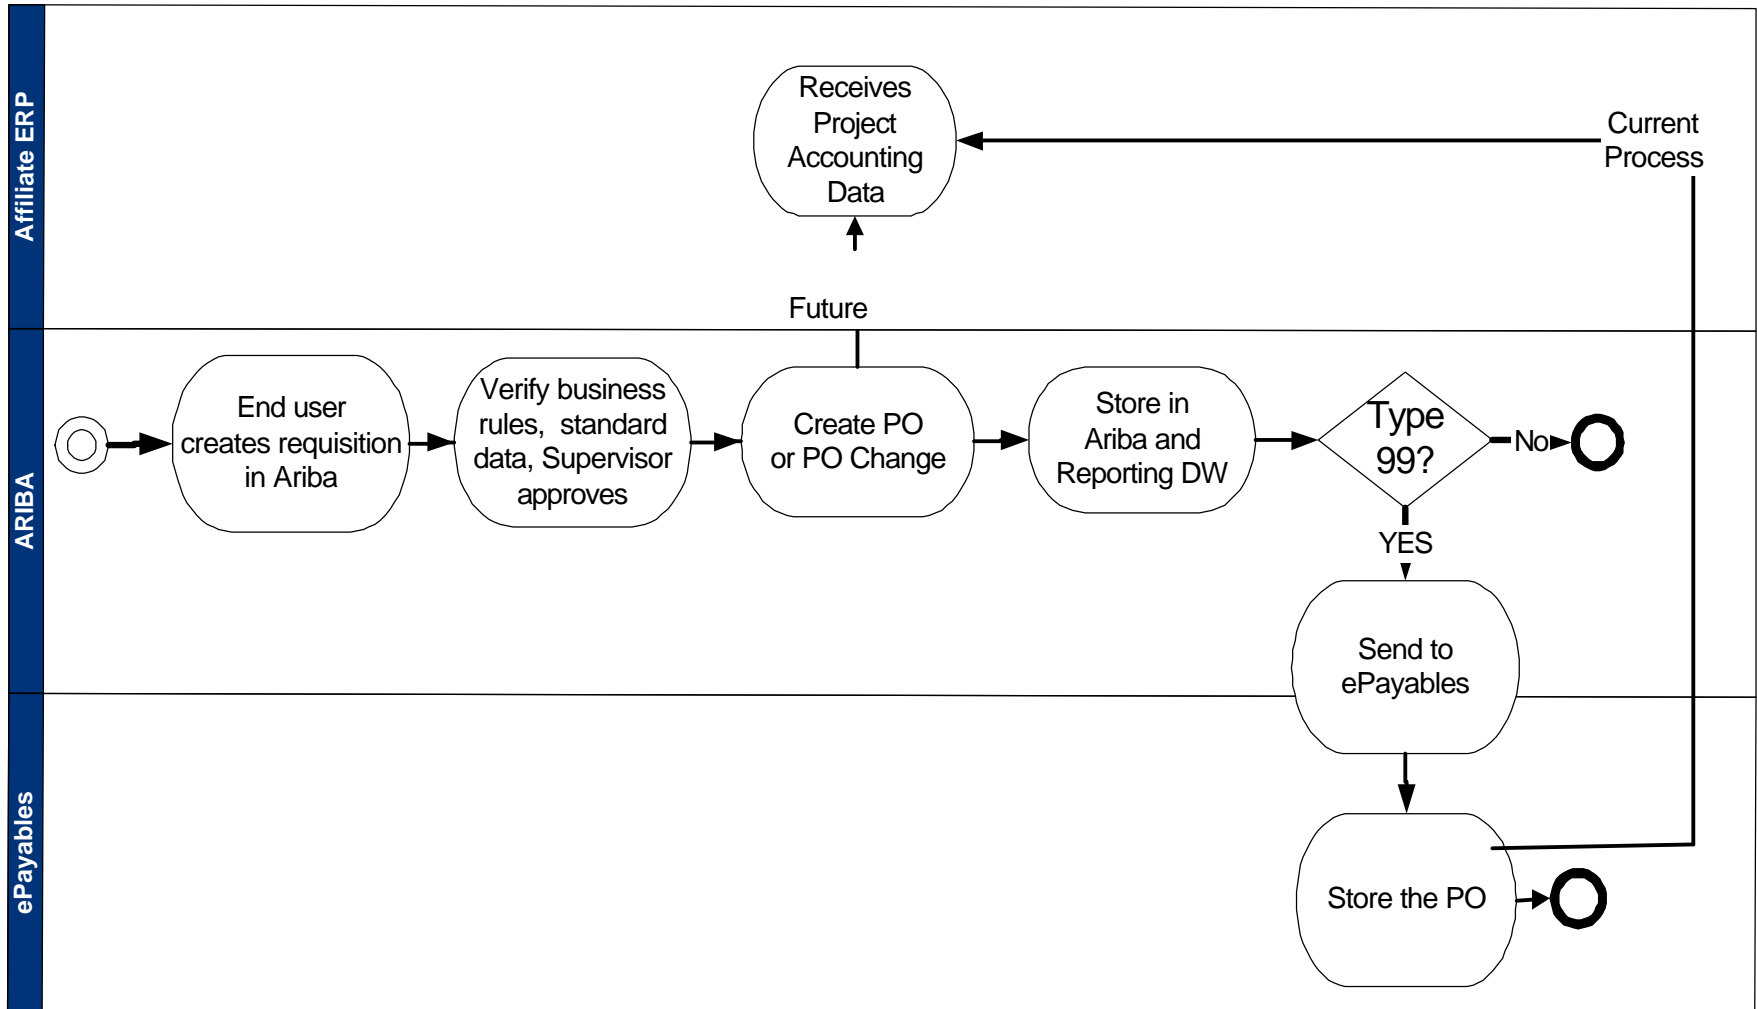 Affiliate ERP
Receives
Project
Accounting
Data
Current
Process
Future
ARIBA
End user
creates requisition
in Ariba
Verify business
rules, standard
data, Supervisor
approves
Create PO
or PO Change
Store in
Ariba and
Reporting DW
Type
99?
No
YES
Send to
ePayables
ePayables
Store the PO